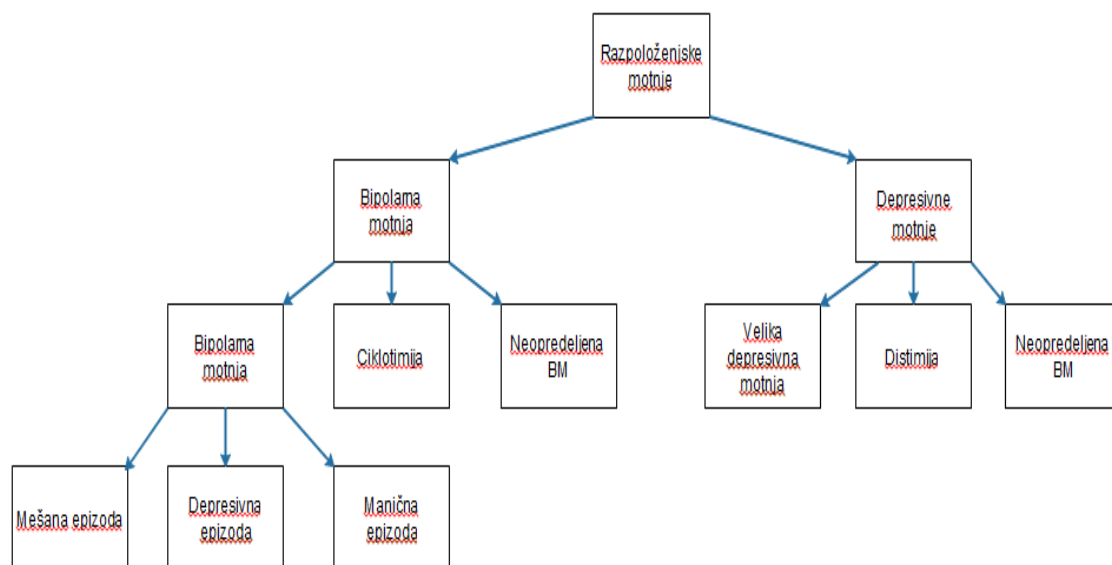 Razpoloženjske
motnje
Bipolarna
motnja
Depresivne
motnje
Bipolarna
motnja
Ciklotimija
Neopredeljena
BM
Velika
depresivna
motnja
Distimija
Neopredeljena
BM
Mešana epizoda
Depresivna
epizoda
Manična
epizoda